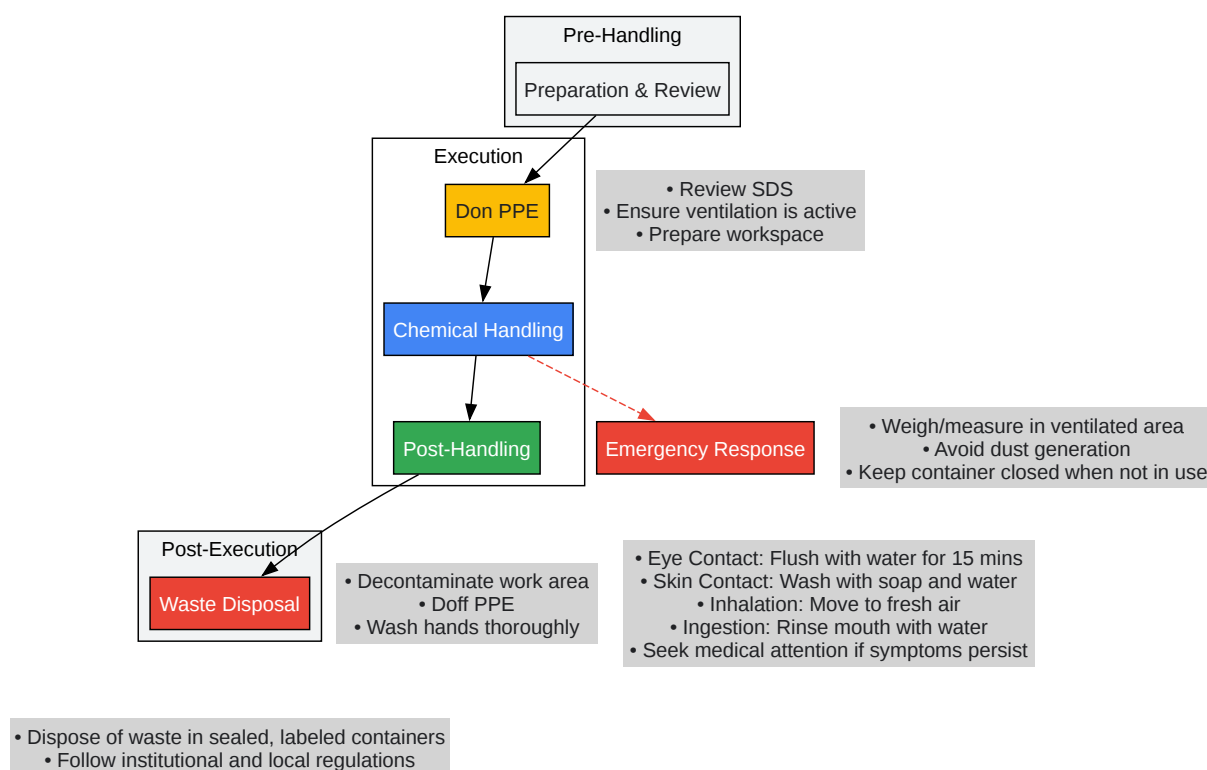 Pre-Handling
Preparation & Review
Execution
Don PPE
• Review SDS
• Ensure ventilation is active
• Prepare workspace
Chemical Handling
Post-Handling
Emergency Response
• Weigh/measure in ventilated area
• Avoid dust generation
• Keep container closed when not in use
Post-Execution
Waste Disposal
• Decontaminate work area
• Doff PPE
• Wash hands thoroughly
• Eye Contact: Flush with water for 15 mins
• Skin Contact: Wash with soap and water
• Inhalation: Move to fresh air
• Ingestion: Rinse mouth with water
• Seek medical attention if symptoms persist
• Dispose of waste in sealed, labeled containers
• Follow institutional and local regulations